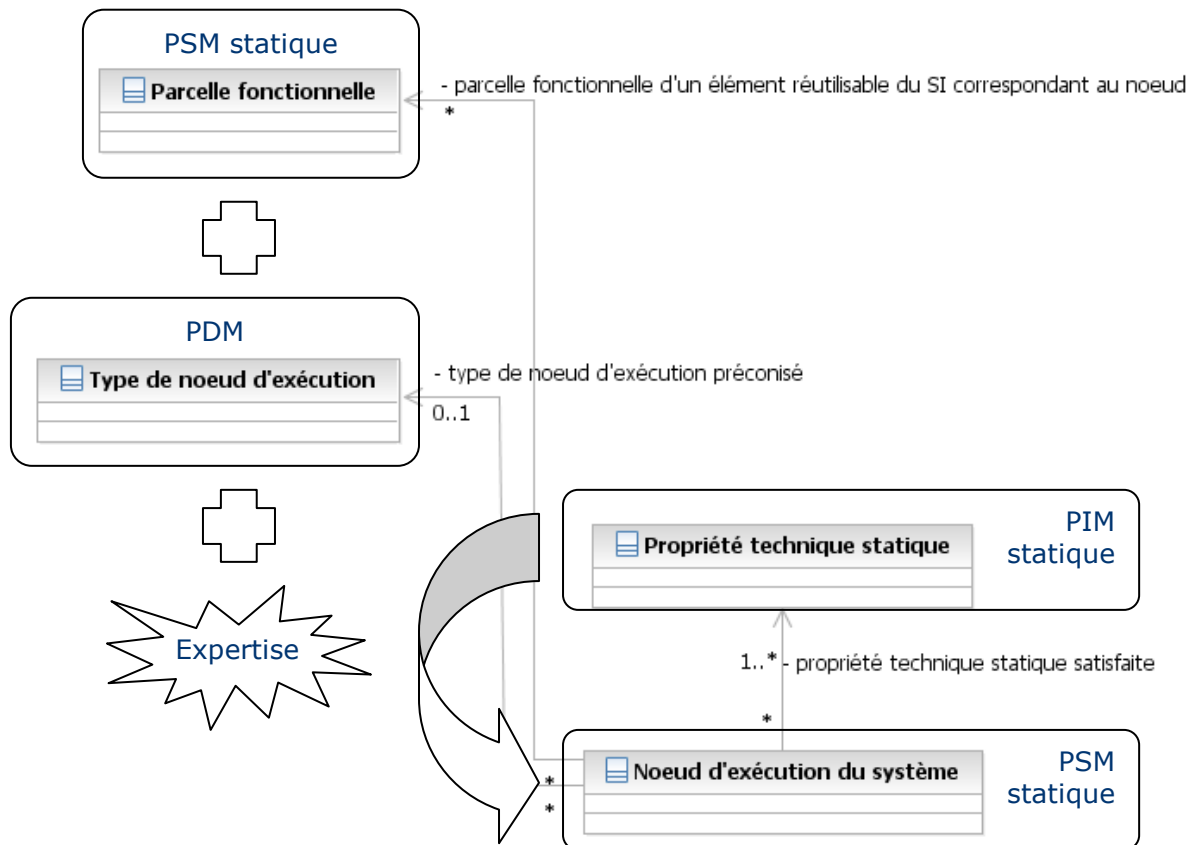 PSM statique
Parcelle fonctionnelle
- parcelle fonctionnelle d'un élément réutilisable du SI correspondant au noeud
*
PDM
Type de noeud d'exécution
- type de noeud d'exécution préconisé
0..1
PIM
statique
Propriété technique statique
Expertise
1..* - propriété technique statique satisfaite
*
PSM
statique
Noeud d'exécution du système
*
*